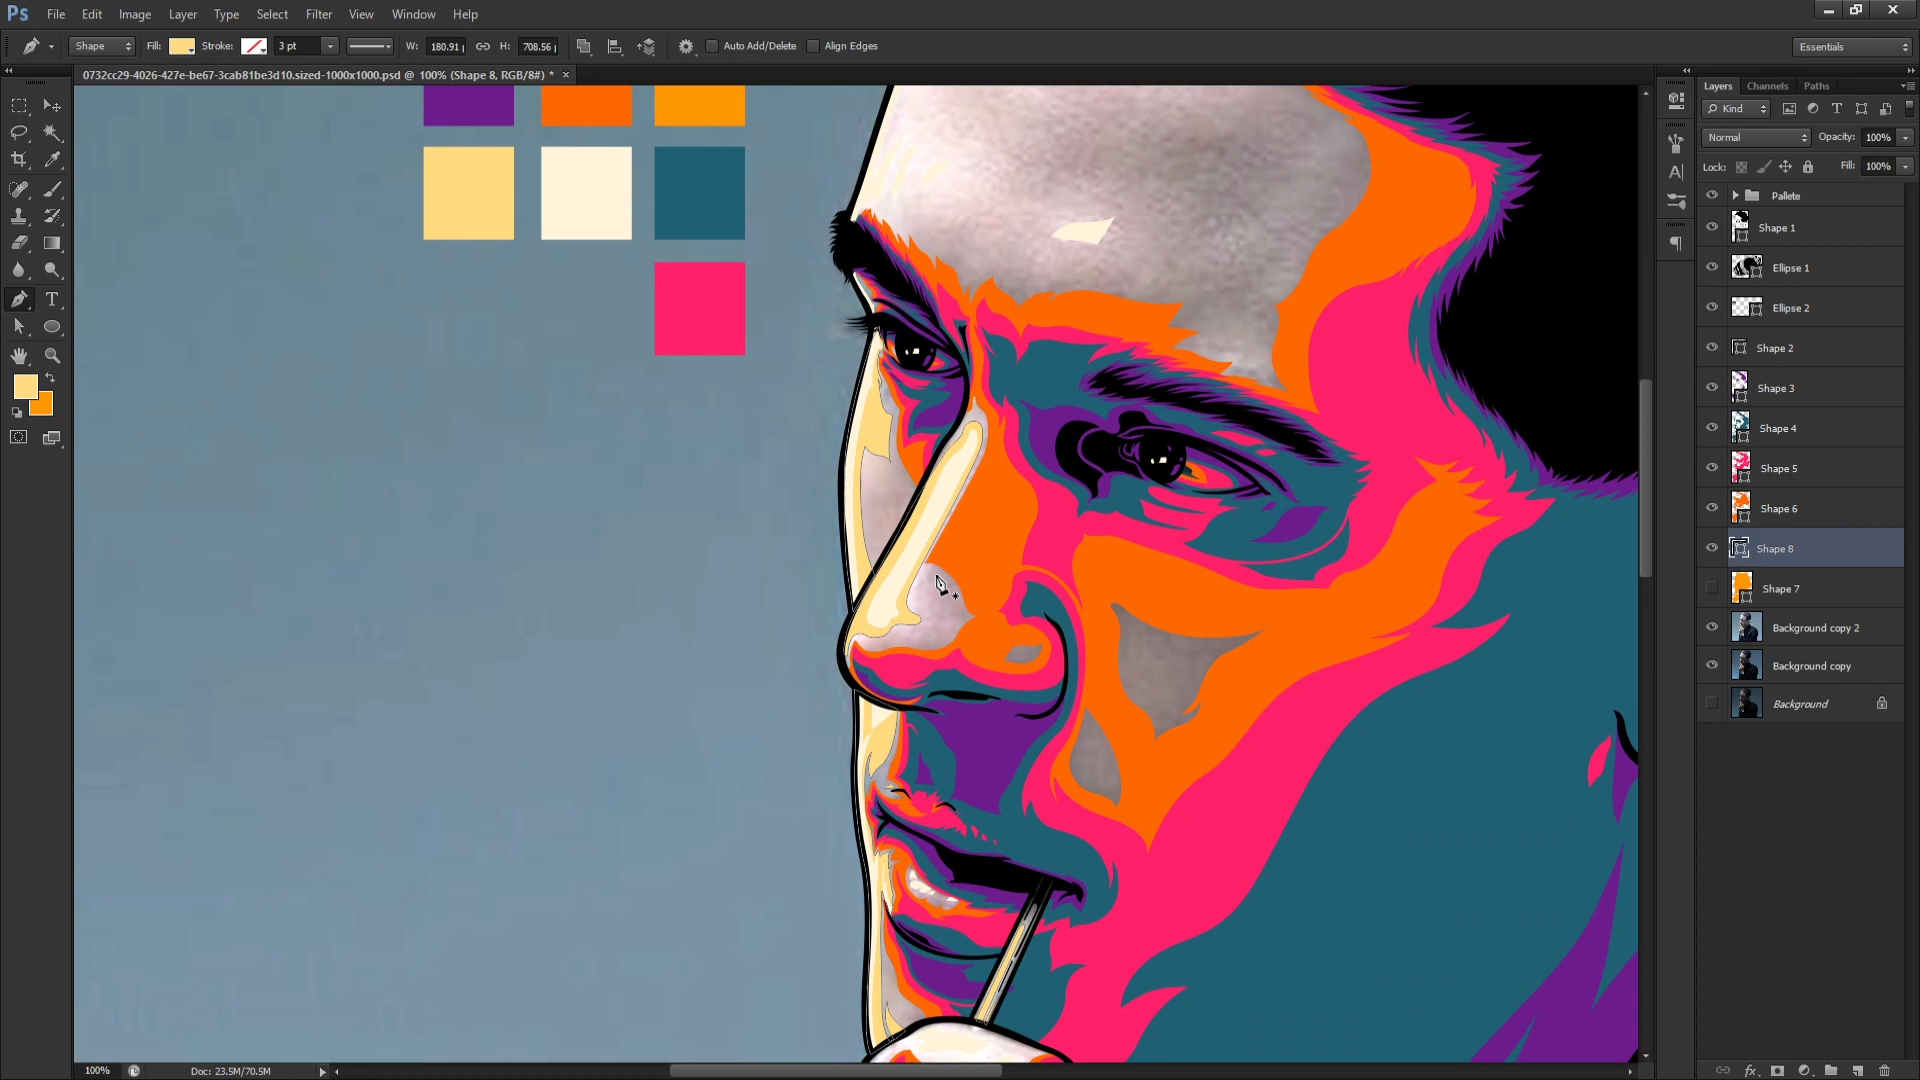 Ps File Edit Image Layer Type Select Filter View Window Help
Shape Fill: Stroke: 3 pt W: 180.91 H: 708.56 Auto Add/Delete Align Edges Essentials
0732cc29-4026-427e-be67-3cab81be3d10.sized-1000x1000.psd @ 100% (Shape 8, RGB/8#) *
Layers Channels Paths
Kind
Normal Opacity: 100%
Lock: Fill: 100%
Pallete
Shape 1
Ellipse 1
Ellipse 2
Shape 2
Shape 3
Shape 4
Shape 5
Shape 6
Shape 8
Shape 7
Background copy 2
Background copy
Background
100% Doc: 23.5M/70.5M